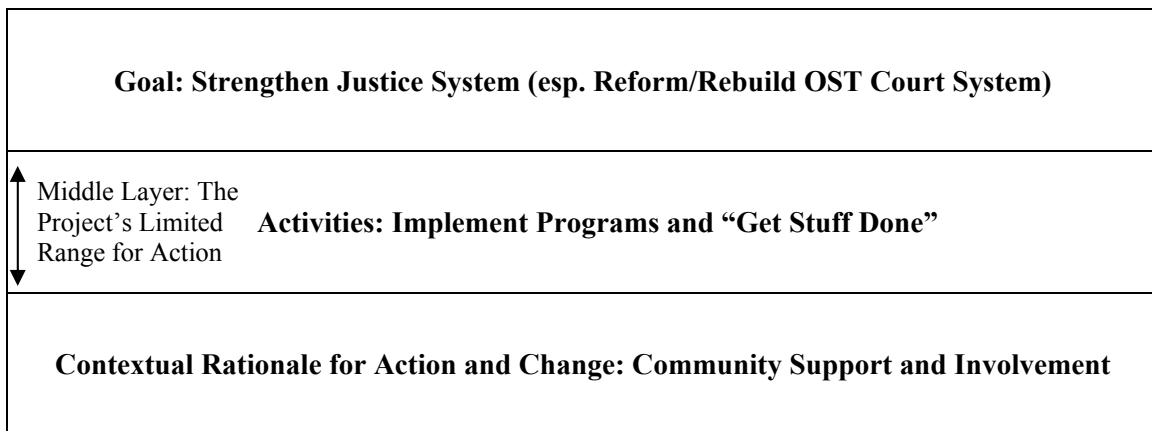 Goal: Strengthen Justice System (esp. Reform/Rebuild OST Court System)
Middle Layer: The
Project’s Limited
Range for Action
Activities: Implement Programs and “Get Stuff Done”
Contextual Rationale for Action and Change: Community Support and Involvement